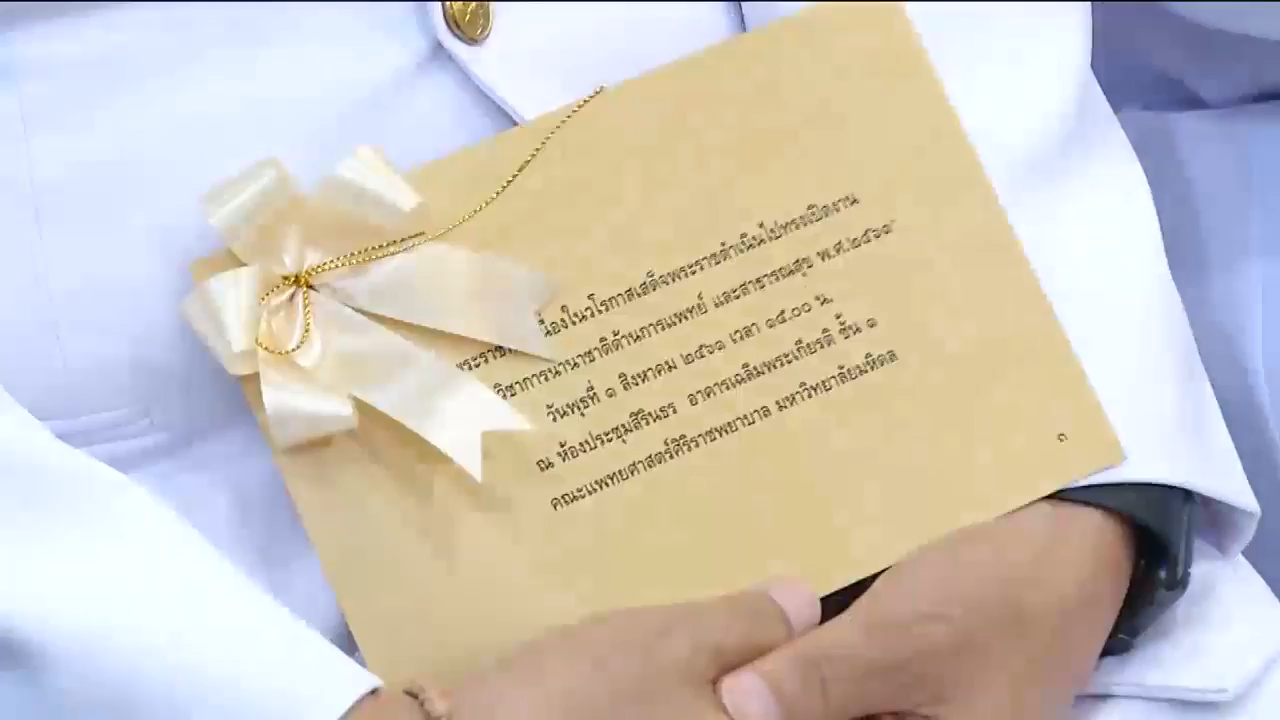 เนื่องในวโรกาสเสด็จพระราชดำเนินไปทรงเปิดงาน
วิชาการนานาชาติด้านการแพทย์ และสาธารณสุข พ.ศ.๒๕๖๑"
วันพุธที่ ๑ สิงหาคม ๒๕๖๑ เวลา ๑๕.๐๐ น.
ณ ห้องประชุมสิรินธร อาคารเฉลิมพระเกียรติ ชั้น ๑
คณะแพทยศาสตร์ศิริราชพยาบาล มหาวิทยาลัยมหิดล
๓